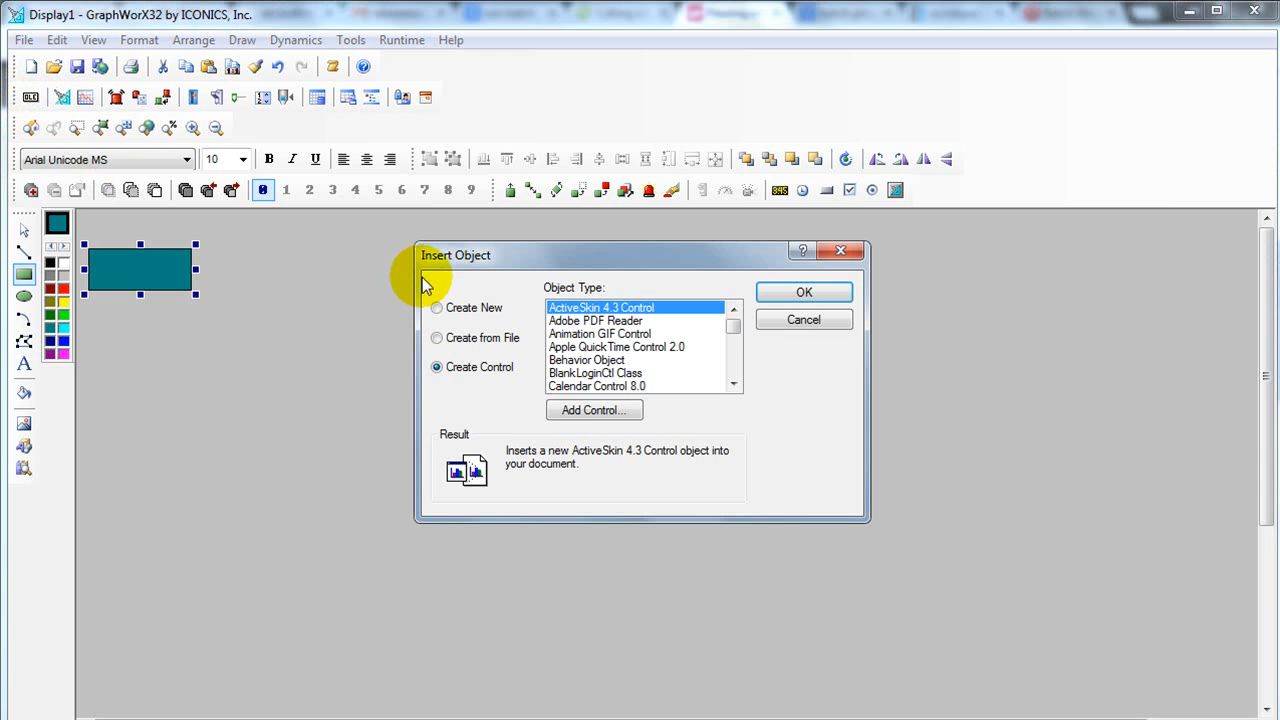 Display1 - GraphWorX32 by ICONICS, Inc.
File Edit View Format Arrange Draw Dynamics Tools Runtime Help
OLE
Arial Unicode MS 10 B I U
0 1 2 3 4 5 6 7 8 9 345
Insert Object
Object Type:
Create New
Create from File
Create Control
ActiveSkin 4.3 Control
Adobe PDF Reader
Animation GIF Control
Apple QuickTime Control 2.0
Behavior Object
BlankLoginCtl Class
Calendar Control 8.0
OK
Cancel
Add Control...
Result
Inserts a new ActiveSkin 4.3 Control object into
your document.
A